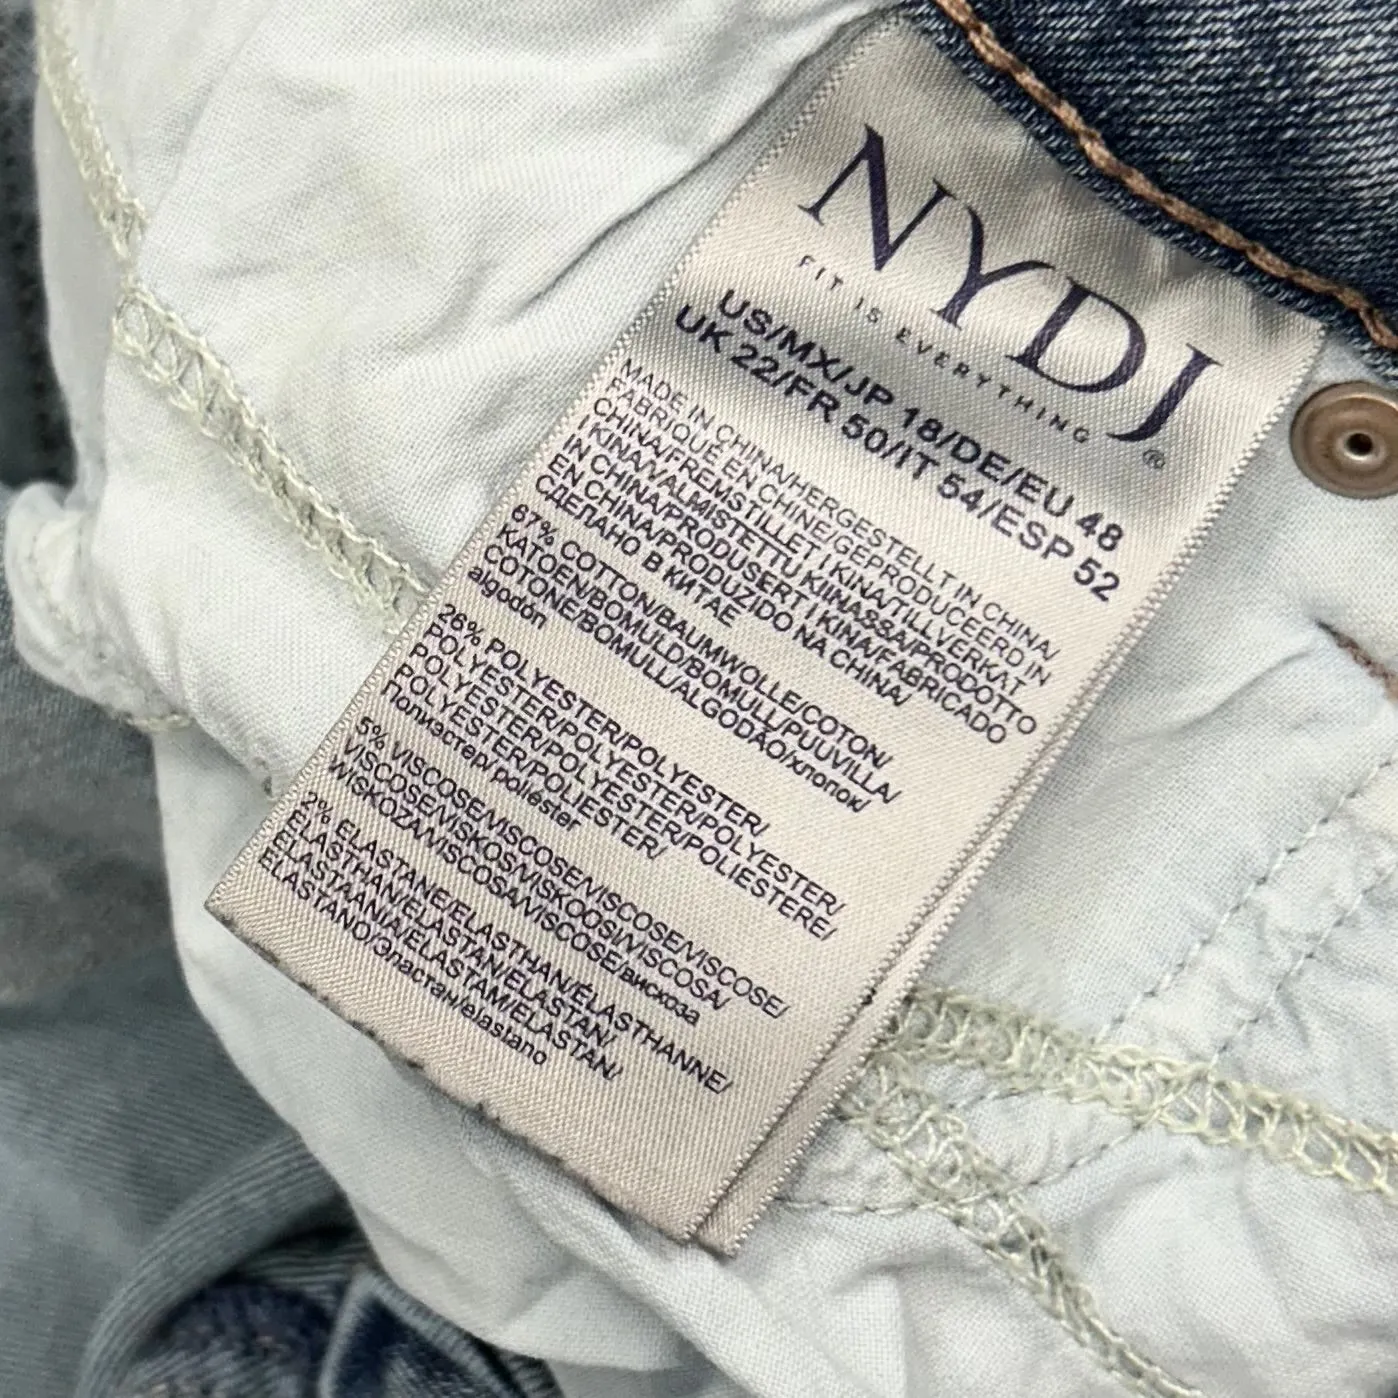 NYDJ®
FIT IS EVERYTHING
US/MX/JP 18/DE/EU 48
UK 22/FR 50/IT 54/ESP 52
MADE IN CHINA/HERGESTELLT IN CHINA/
FABRIQUÉ EN CHINE/GEPRODUCEERD IN
CHINA/FREMSTILLET I KINA/TILLVERKAT
I KINA/VALMISTETTU KIINASSA/PRODOTTO
IN CHINA/PRODUSERT I KINA/FABRICADO
EN CHINA/PRODUZIDO NA CHINA/
СДЕЛАНО В КИТАЕ
67% COTTON/BAUMWOLLE/COTON/
KATOEN/BOMULD/BOMULL/PUUVILLA/
COTONE/BOMULL/ALGODÃO/хлопок/
algodón
26% POLYESTER/POLYESTER/
POLYESTER/POLYESTER/POLYESTER/
POLYESTER/POLYESTER/POLIESTERE/
POLYESTER/POLIESTER/
Полиэстер/poliéster
5% VISCOSE/VISCOSE/VISCOSE/VISCOSE/
VISCOSE/VISKOS/VISKOOSI/VISCOSA/
VISKOZA/VISCOSA/VISCOSE/вискоза
2% ELASTANE/ELASTHAN/ÉLASTHANNE/
ELASTHAN/ELASTAN/ELASTAN/
ELASTAANIA/ELASTAM/ELASTAN/
ELASTANO/Эластан/elastano